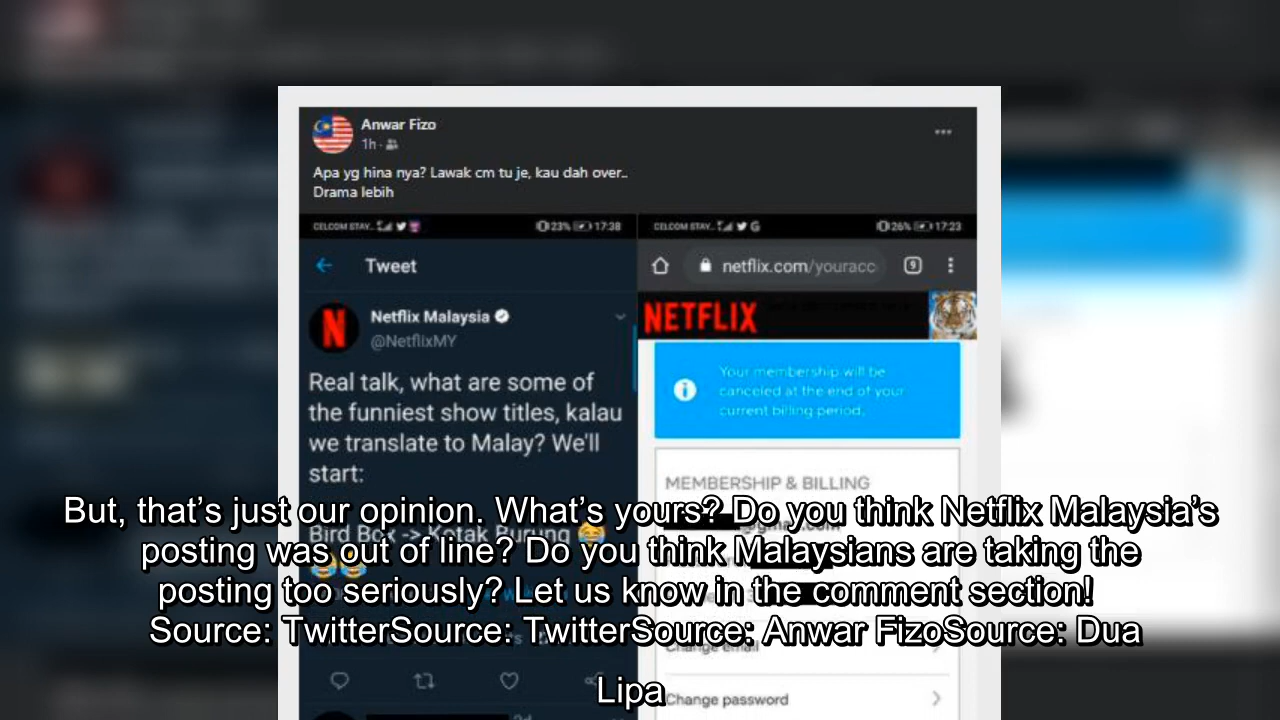 Anwar Fizo
1h
Apa yg hina nya? Lawak cm tu je, kau dah over..
Drama lebih
CELCOM STAY.. 23% 17:38
CELCOM STAY.. G 26% 17:23
Tweet
netflix.com/youracc 9
Netflix Malaysia
@NetflixMY
NETFLIX
Real talk, what are some of
the funniest show titles, kalau
we translate to Malay? We'll
start:
Bird Box -> Kotak Burung
Your membership will be
canceled at the end of your
current billing period.
MEMBERSHIP & BILLING
@gmail.com
Change email
Change password
But, that's just our opinion. What's yours? Do you think Netflix Malaysia's
posting was out of line? Do you think Malaysians are taking the
posting too seriously? Let us know in the comment section!
Source: TwitterSource: TwitterSource: Anwar FizoSource: Dua
Lipa